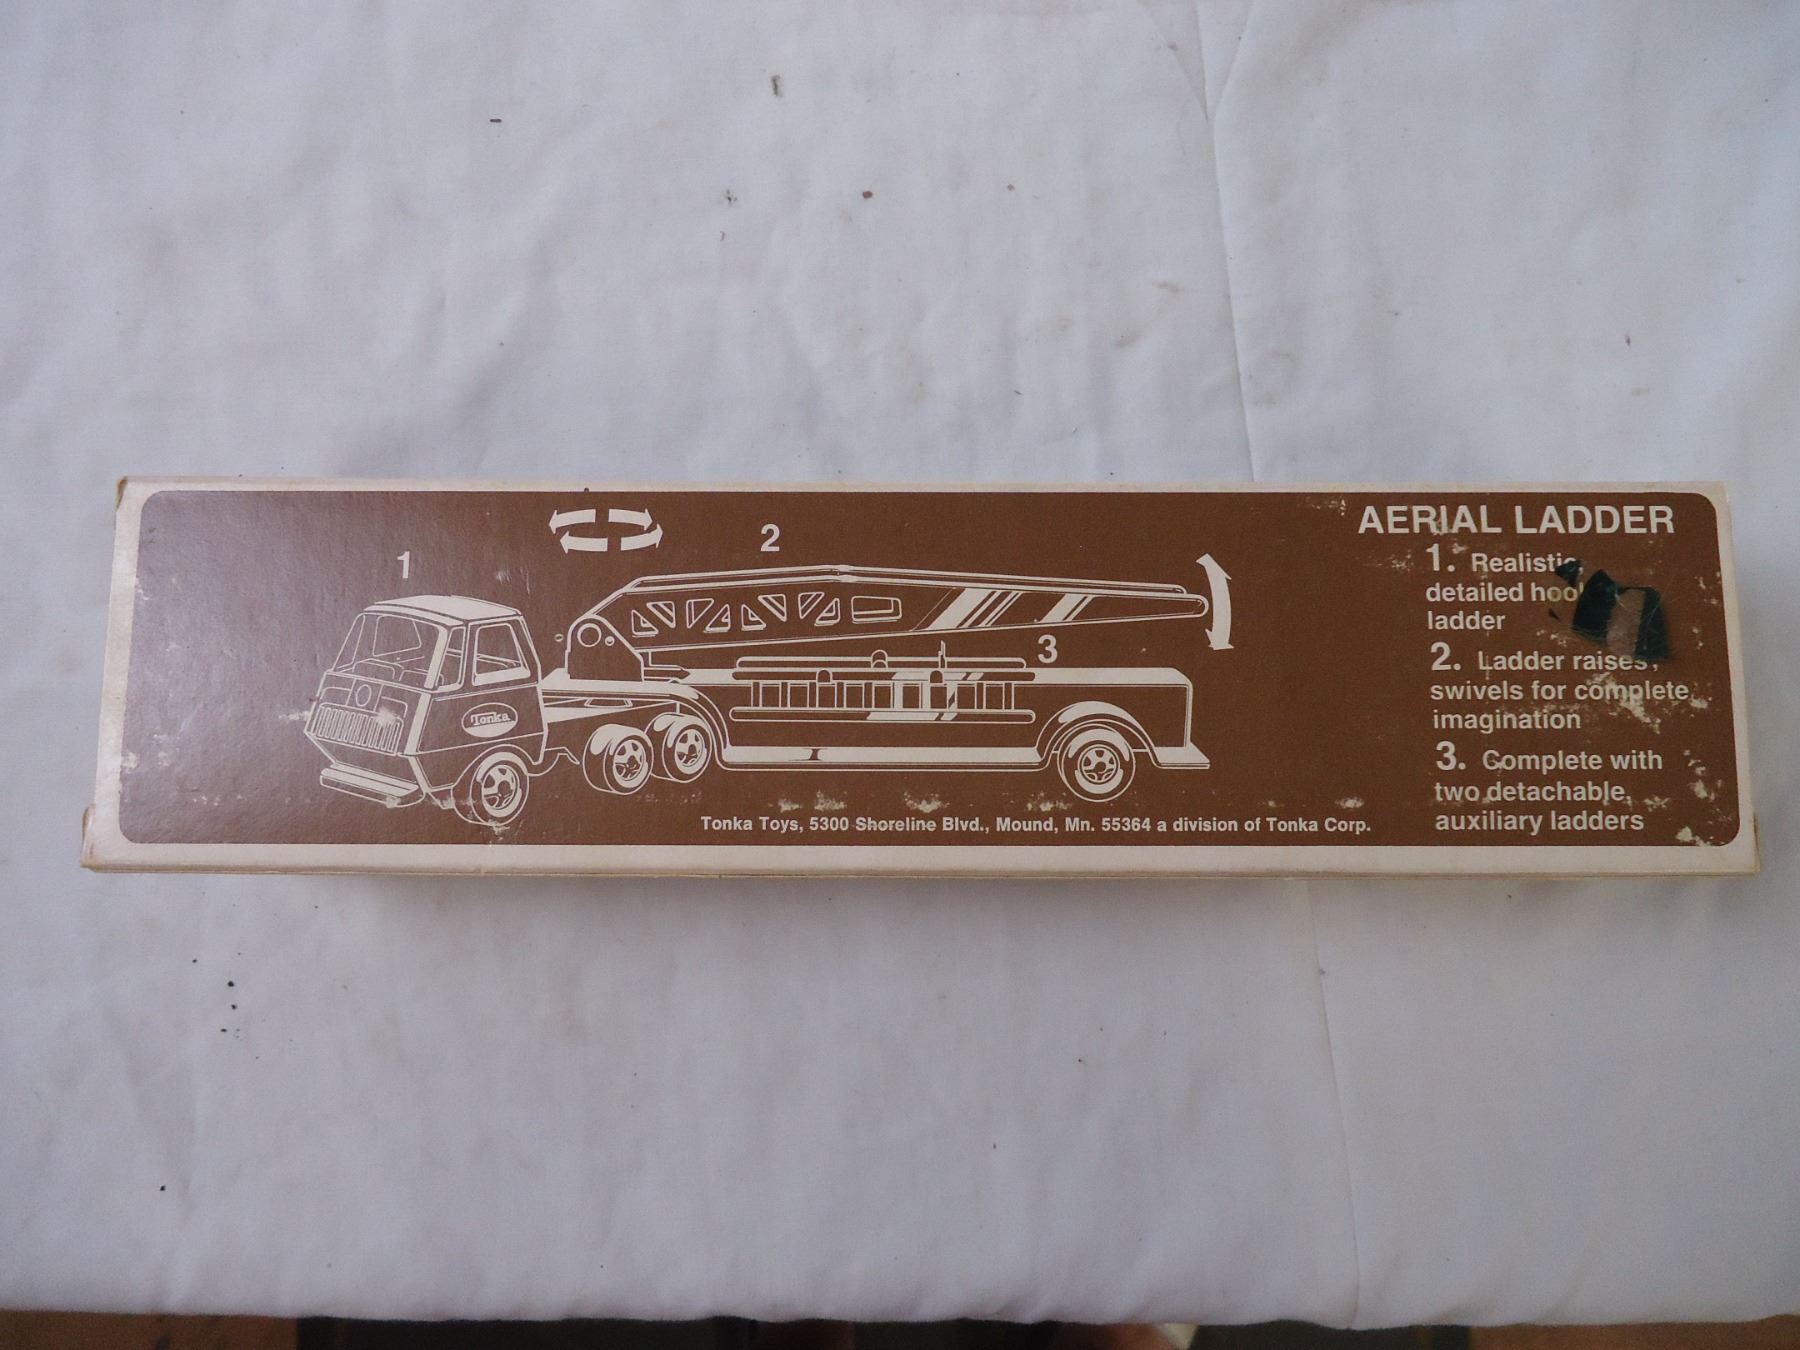 AERIAL LADDER
1. Realistic,
detailed
ladder
2. Ladder raises,
swivels for complete
imagination
3. Complete with
two detachable,
auxiliary ladders
1
2
3
Tonka
Tonka Toys, 5300 Shoreline Blvd., Mound, Mn. 55364 a division of Tonka Corp.